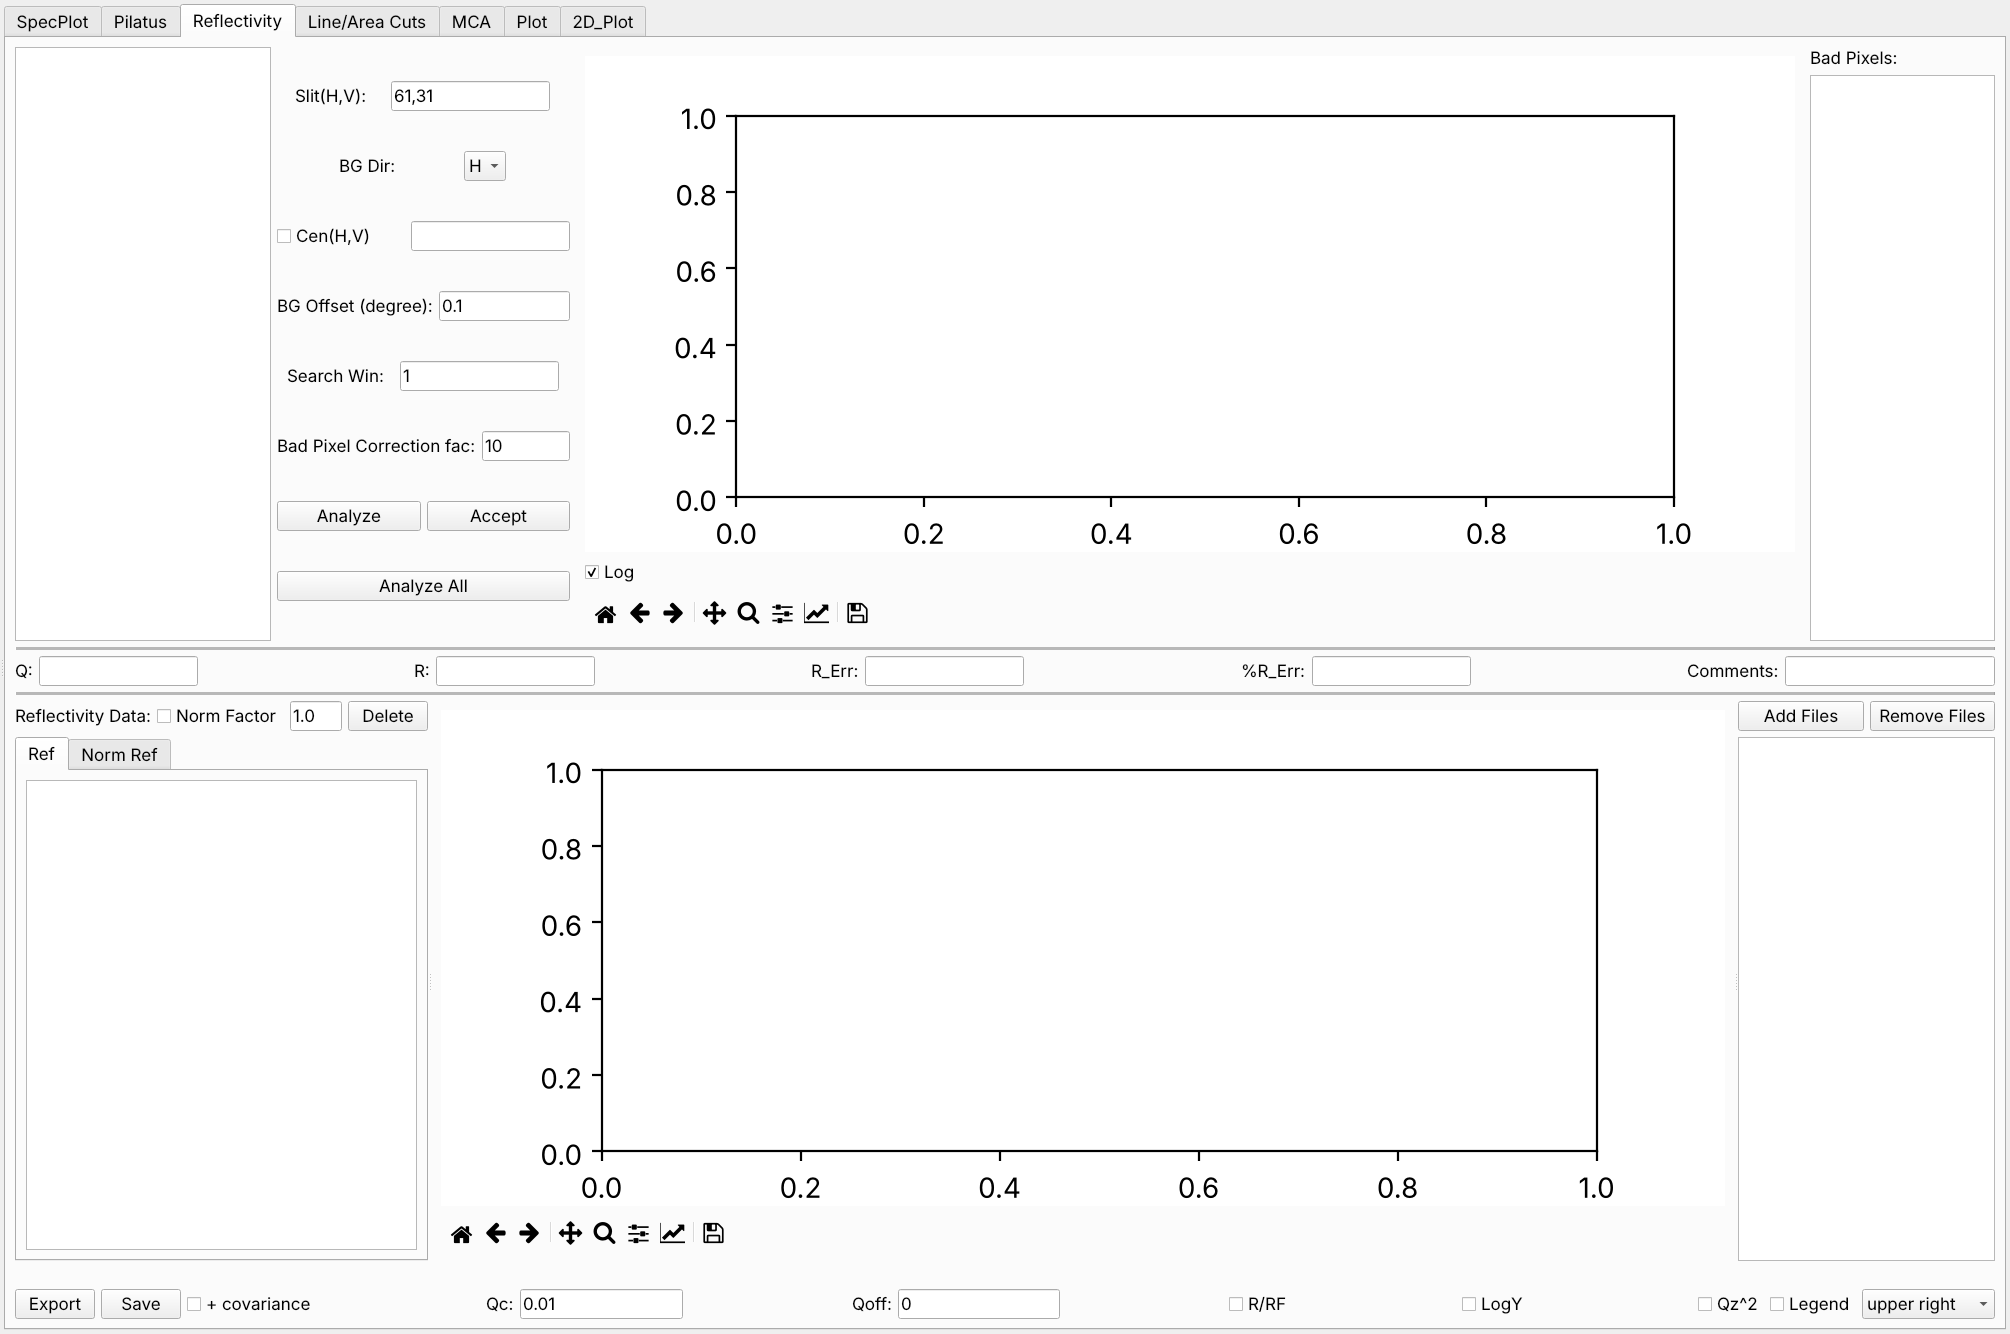 SpecPlot Pilatus Reflectivity Line/Area Cuts MCA Plot 2D_Plot
Bad Pixels:
Slit(H,V): 61,31
BG Dir: H
Cen(H,V)
BG Offset (degree): 0.1
Search Win: 1
Bad Pixel Correction fac: 10
Analyze Accept
Analyze All
1.0
0.8
0.6
0.4
0.2
0.0
0.0 0.2 0.4 0.6 0.8 1.0
Log
Q: R: R_Err: %R_Err: Comments:
Reflectivity Data: Norm Factor 1.0 Delete
Add Files Remove Files
Ref Norm Ref
1.0
0.8
0.6
0.4
0.2
0.0
0.0 0.2 0.4 0.6 0.8 1.0
Export Save + covariance Qc: 0.01 Qoff: 0 R/RF LogY Qz^2 Legend upper right